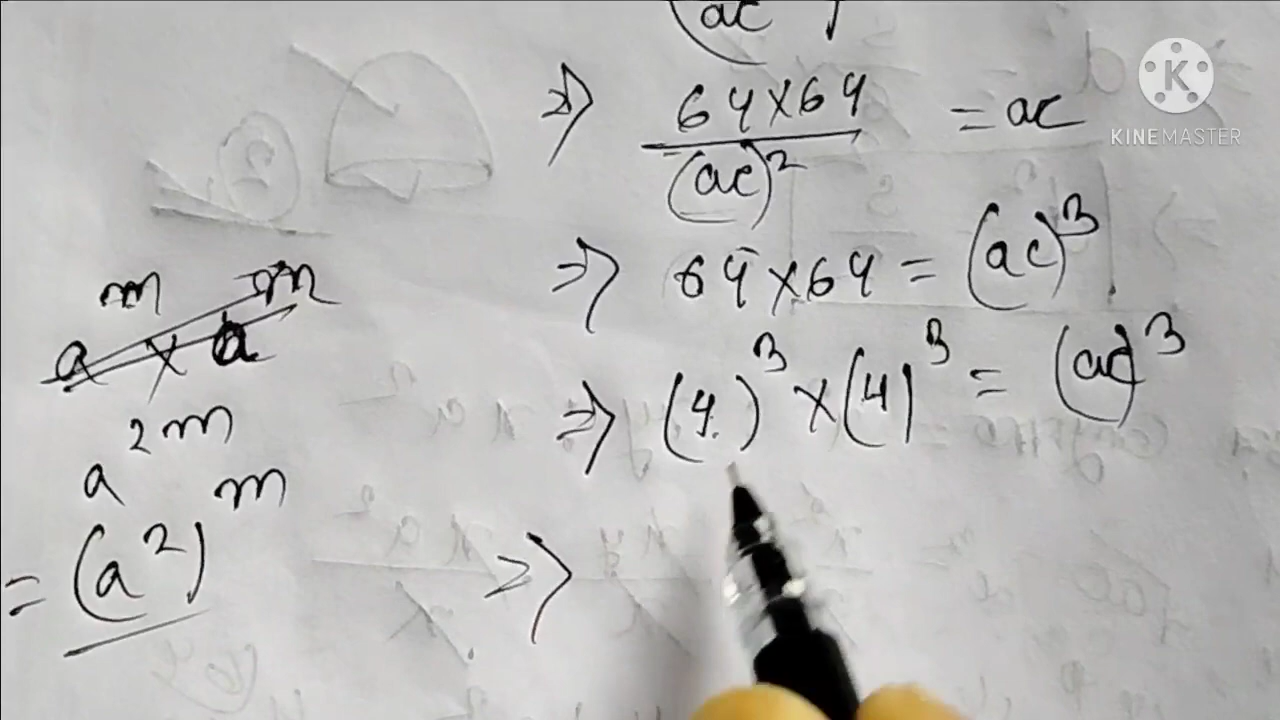 (ac)
⇒ 64×64 / (ac)² = ac
KINEMASTER
⇒ 64×64 = (ac)³
⇒ (4)³ × (4)³ = (ac)³
⇒
a^m × a^m
a^2m
= (a²)^m